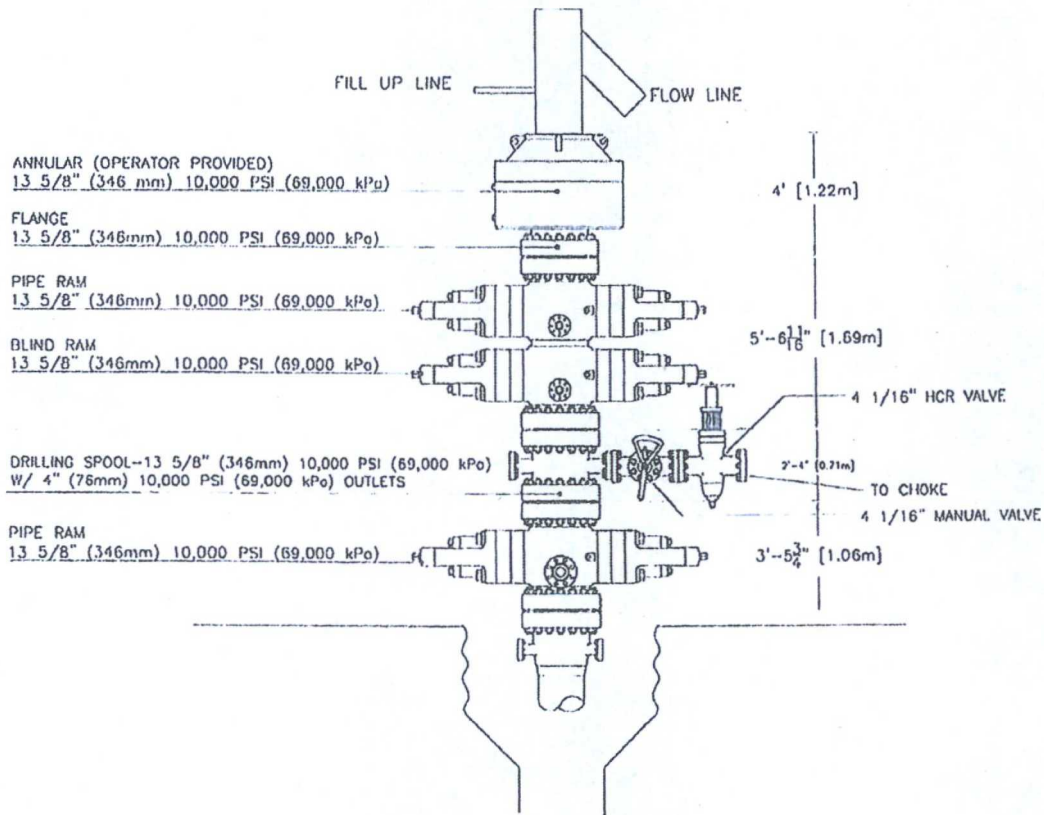 FILL UP LINE
FLOW LINE
ANNULAR (OPERATOR PROVIDED)
13 5/8" (346 mm) 10,000 PSI (69,000 kPa)
4' [1.22m]
FLANGE
13 5/8" (346mm) 10,000 PSI (69,000 kPa)
PIPE RAM
13 5/8" (346mm) 10,000 PSI (69,000 kPa)
5'-6 11/16" [1.69m]
BLIND RAM
13 5/8" (346mm) 10,000 PSI (69,000 kPa)
4 1/16" HCR VALVE
DRILLING SPOOL-13 5/8" (346mm) 10,000 PSI (69,000 kPa)
W/ 4" (76mm) 10,000 PSI (69,000 kPa) OUTLETS
2'-4" (0.71m)
TO CHOKE
4 1/16" MANUAL VALVE
PIPE RAM
13 5/8" (346mm) 10,000 PSI (69,000 kPa)
3'-5 3/4" [1.06m]